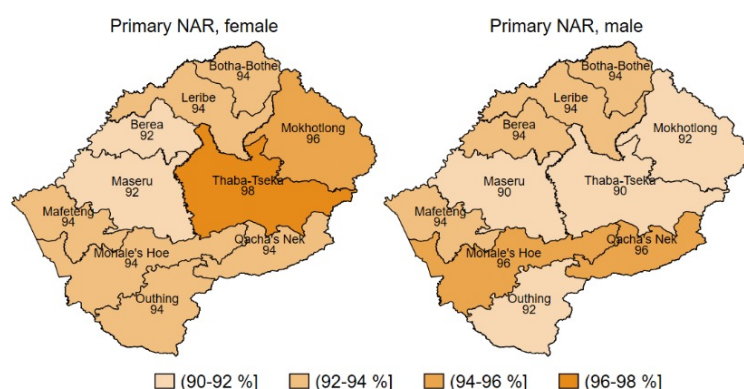 Primary NAR, female
Primary NAR, male
Botha-Bothe
94
Leribe
94
Berea
92
Mokhotlong
96
Maseru
92
Thaba-Tseka
98
Mafeteng
94
Mohale's Hoe
94
Qacha's Nek
94
Outhing
94
Botha-Bothe
94
Leribe
94
Berea
94
Mokhotlong
92
Maseru
90
Thaba-Tseka
90
Mafeteng
94
Mohale's Hoe
96
Qacha's Nek
96
Outhing
92
(90-92 %]
(92-94 %]
(94-96 %]
(96-98 %]